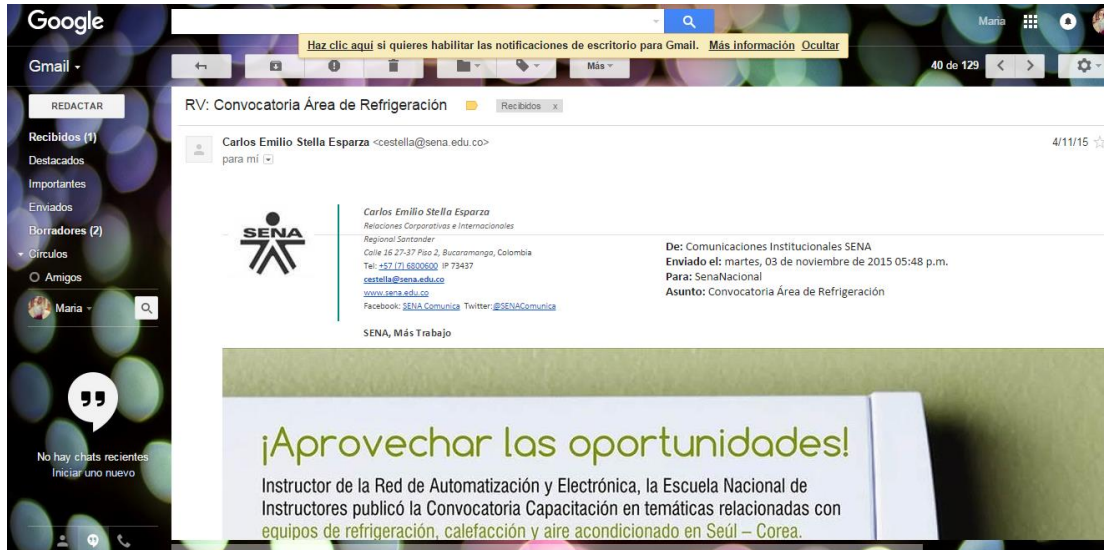 Google
Maria
Haz clic aquí si quieres habilitar las notificaciones de escritorio para Gmail. Más información Ocultar
Gmail
Más
40 de 129
REDACTAR
RV: Convocatoria Área de Refrigeración
Recibidos x
Recibidos (1)
Destacados
Importantes
Enviados
Borradores (2)
Círculos
Amigos
Maria
No hay chats recientes
Iniciar uno nuevo
Carlos Emilio Stella Esparza <cestella@sena.edu.co>
4/11/15
para mí
SENA
Carlos Emilio Stella Esparza
Relaciones Corporativas e Internacionales
Regional Santander
Calle 16 27-37 Piso 2, Bucaramanga, Colombia
Tel: +57 (7) 6800600 IP 73437
cestella@sena.edu.co
www.sena.edu.co
Facebook: SENA Comunica Twitter: @SENAComunica
SENA, Más Trabajo
De: Comunicaciones Institucionales SENA
Enviado el: martes, 03 de noviembre de 2015 05:48 p.m.
Para: SenaNacional
Asunto: Convocatoria Área de Refrigeración
¡Aprovechar las oportunidades!
Instructor de la Red de Automatización y Electrónica, la Escuela Nacional de
Instructores publicó la Convocatoria Capacitación en temáticas relacionadas con
equipos de refrigeración, calefacción y aire acondicionado en Seúl – Corea.